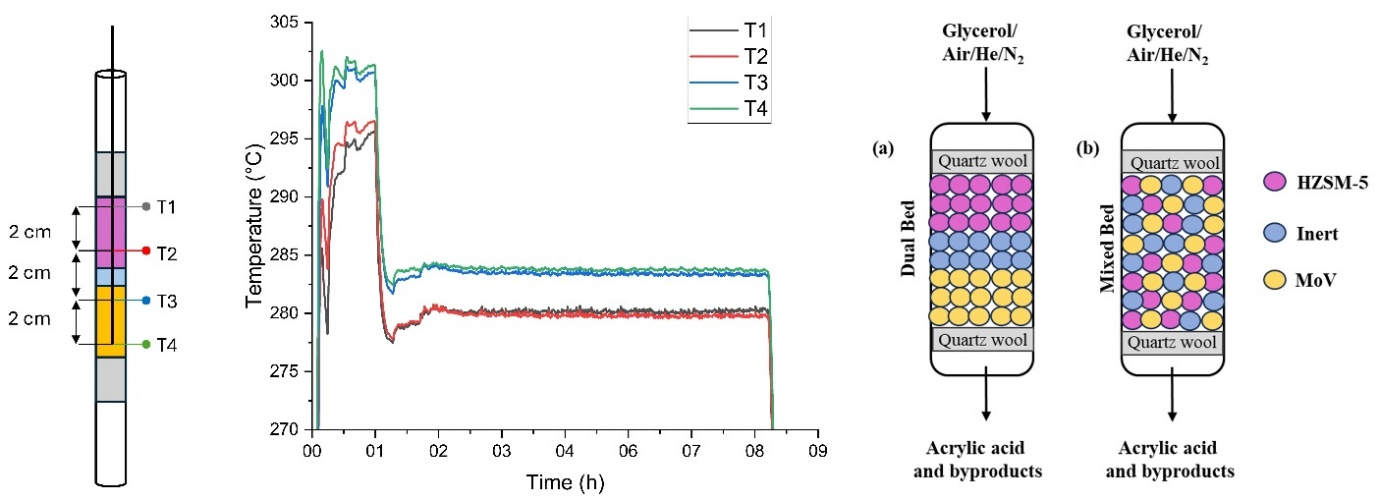 2 cm
2 cm
2 cm
T1
T2
T3
T4
Temperature (°C)
305
300
295
290
285
280
275
270
00
01
02
03
04
05
06
07
08
09
Time (h)
T1
T2
T3
T4
(a)
Glycerol/
Air/He/N₂
Dual Bed
Quartz wool
Quartz wool
Acrylic acid
and byproducts
(b)
Glycerol/
Air/He/N₂
Mixed Bed
Quartz wool
Quartz wool
Acrylic acid
and byproducts
HZSM-5
Inert
MoV